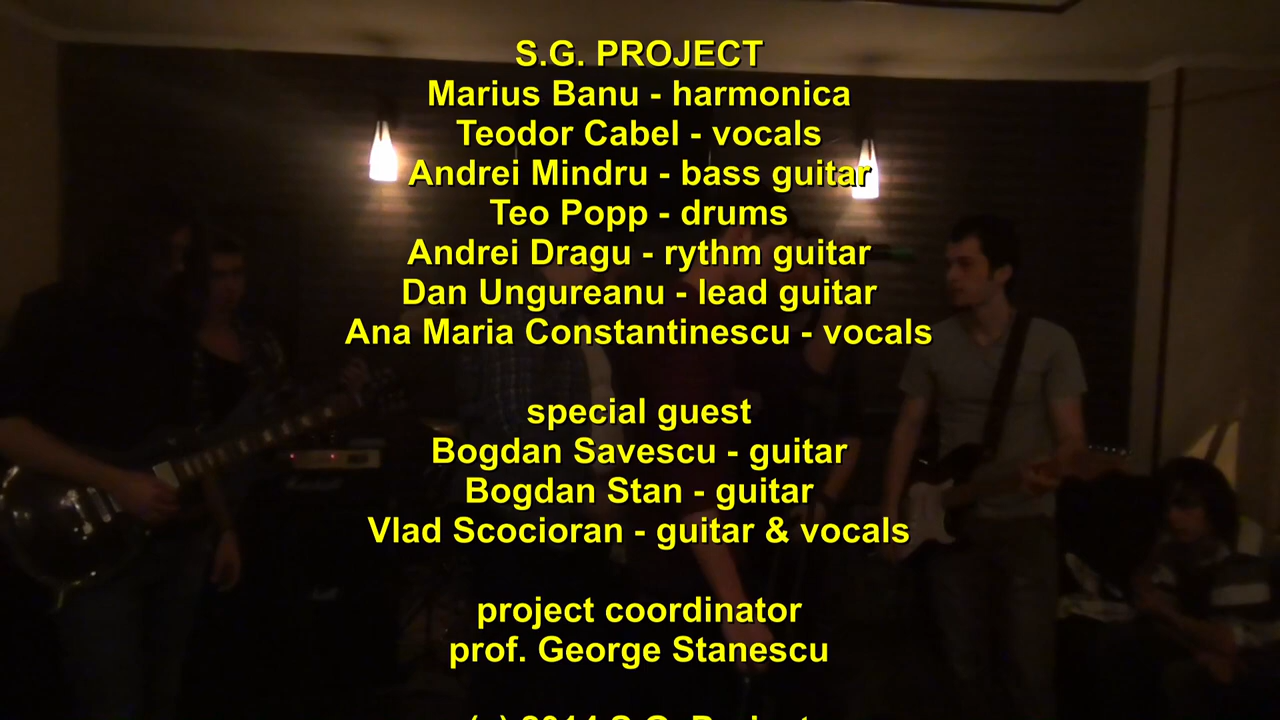 S.G. PROJECT
Marius Banu - harmonica
Teodor Cabel - vocals
Andrei Mindru - bass guitar
Teo Popp - drums
Andrei Dragu - rythm guitar
Dan Ungureanu - lead guitar
Ana Maria Constantinescu - vocals
special guest
Bogdan Savescu - guitar
Bogdan Stan - guitar
Vlad Scocioran - guitar & vocals
project coordinator
prof. George Stanescu
2014 S.G. Project